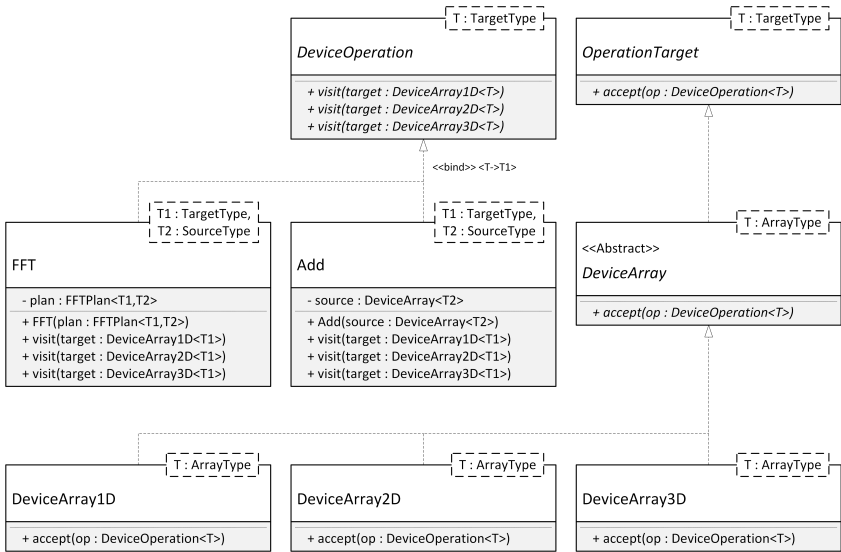 T : TargetType
DeviceOperation
+ visit(target : DeviceArray1D<T>)
+ visit(target : DeviceArray2D<T>)
+ visit(target : DeviceArray3D<T>)
T : TargetType
OperationTarget
+ accept(op : DeviceOperation<T>)
<<bind>> <T->T1>
T1 : TargetType,
T2 : SourceType
FFT
- plan : FFTPlan<T1,T2>
+ FFT(plan : FFTPlan<T1,T2>)
+ visit(target : DeviceArray1D<T1>)
+ visit(target : DeviceArray2D<T1>)
+ visit(target : DeviceArray3D<T1>)
T1 : TargetType,
T2 : SourceType
Add
- source : DeviceArray<T2>
+ Add(source : DeviceArray<T2>)
+ visit(target : DeviceArray1D<T1>)
+ visit(target : DeviceArray2D<T1>)
+ visit(target : DeviceArray3D<T1>)
T : ArrayType
<<Abstract>>
DeviceArray
+ accept(op : DeviceOperation<T>)
T : ArrayType
DeviceArray1D
+ accept(op : DeviceOperation<T>)
T : ArrayType
DeviceArray2D
+ accept(op : DeviceOperation<T>)
T : ArrayType
DeviceArray3D
+ accept(op : DeviceOperation<T>)